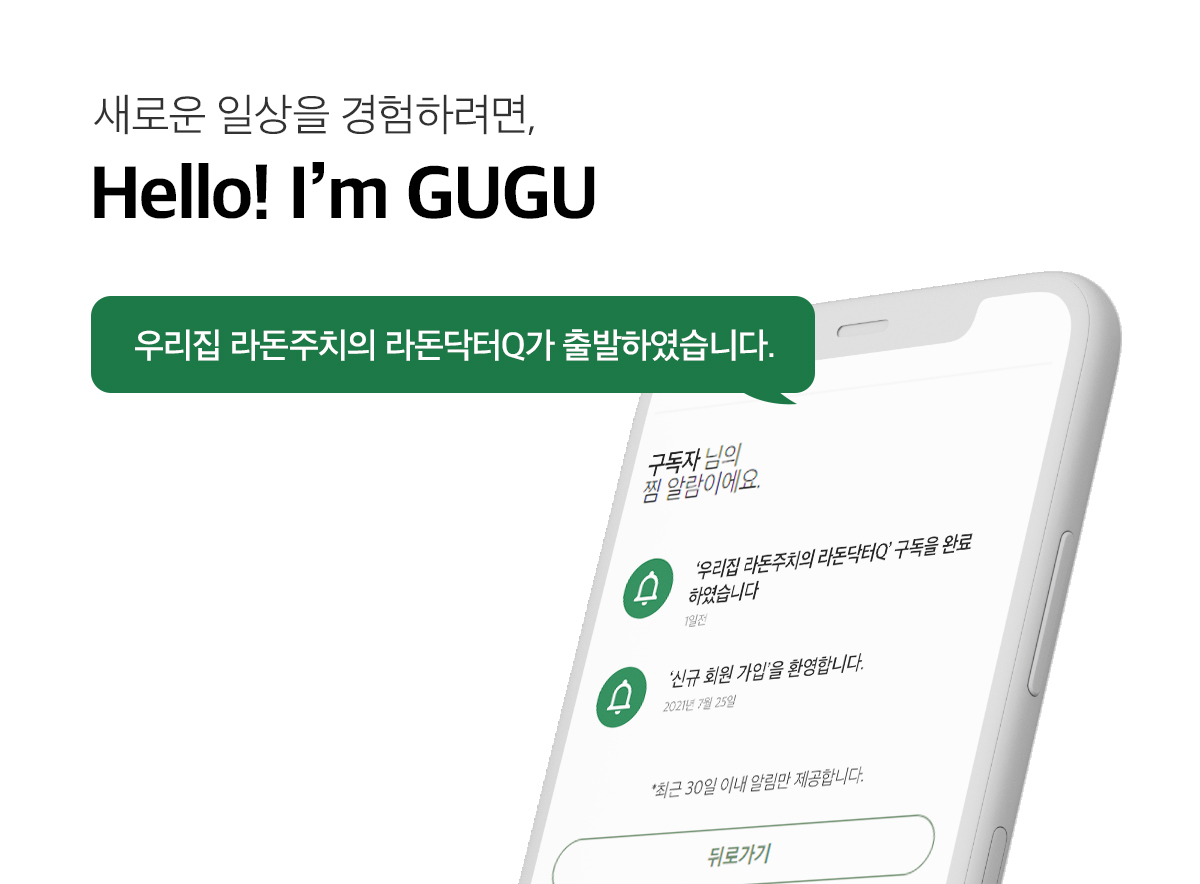 새로운 일상을 경험하려면,
Hello! I’m GUGU
우리집 라돈주치의 라돈닥터Q가 출발하였습니다.
구독자 님의
찜 알람이에요.
‘우리집 라돈주치의 라돈닥터Q’ 구독을 완료
하였습니다
1일전
‘신규 회원 가입’을 환영합니다.
2021년 7월 25일
*최근 30일 이내 알림만 제공합니다.
뒤로가기